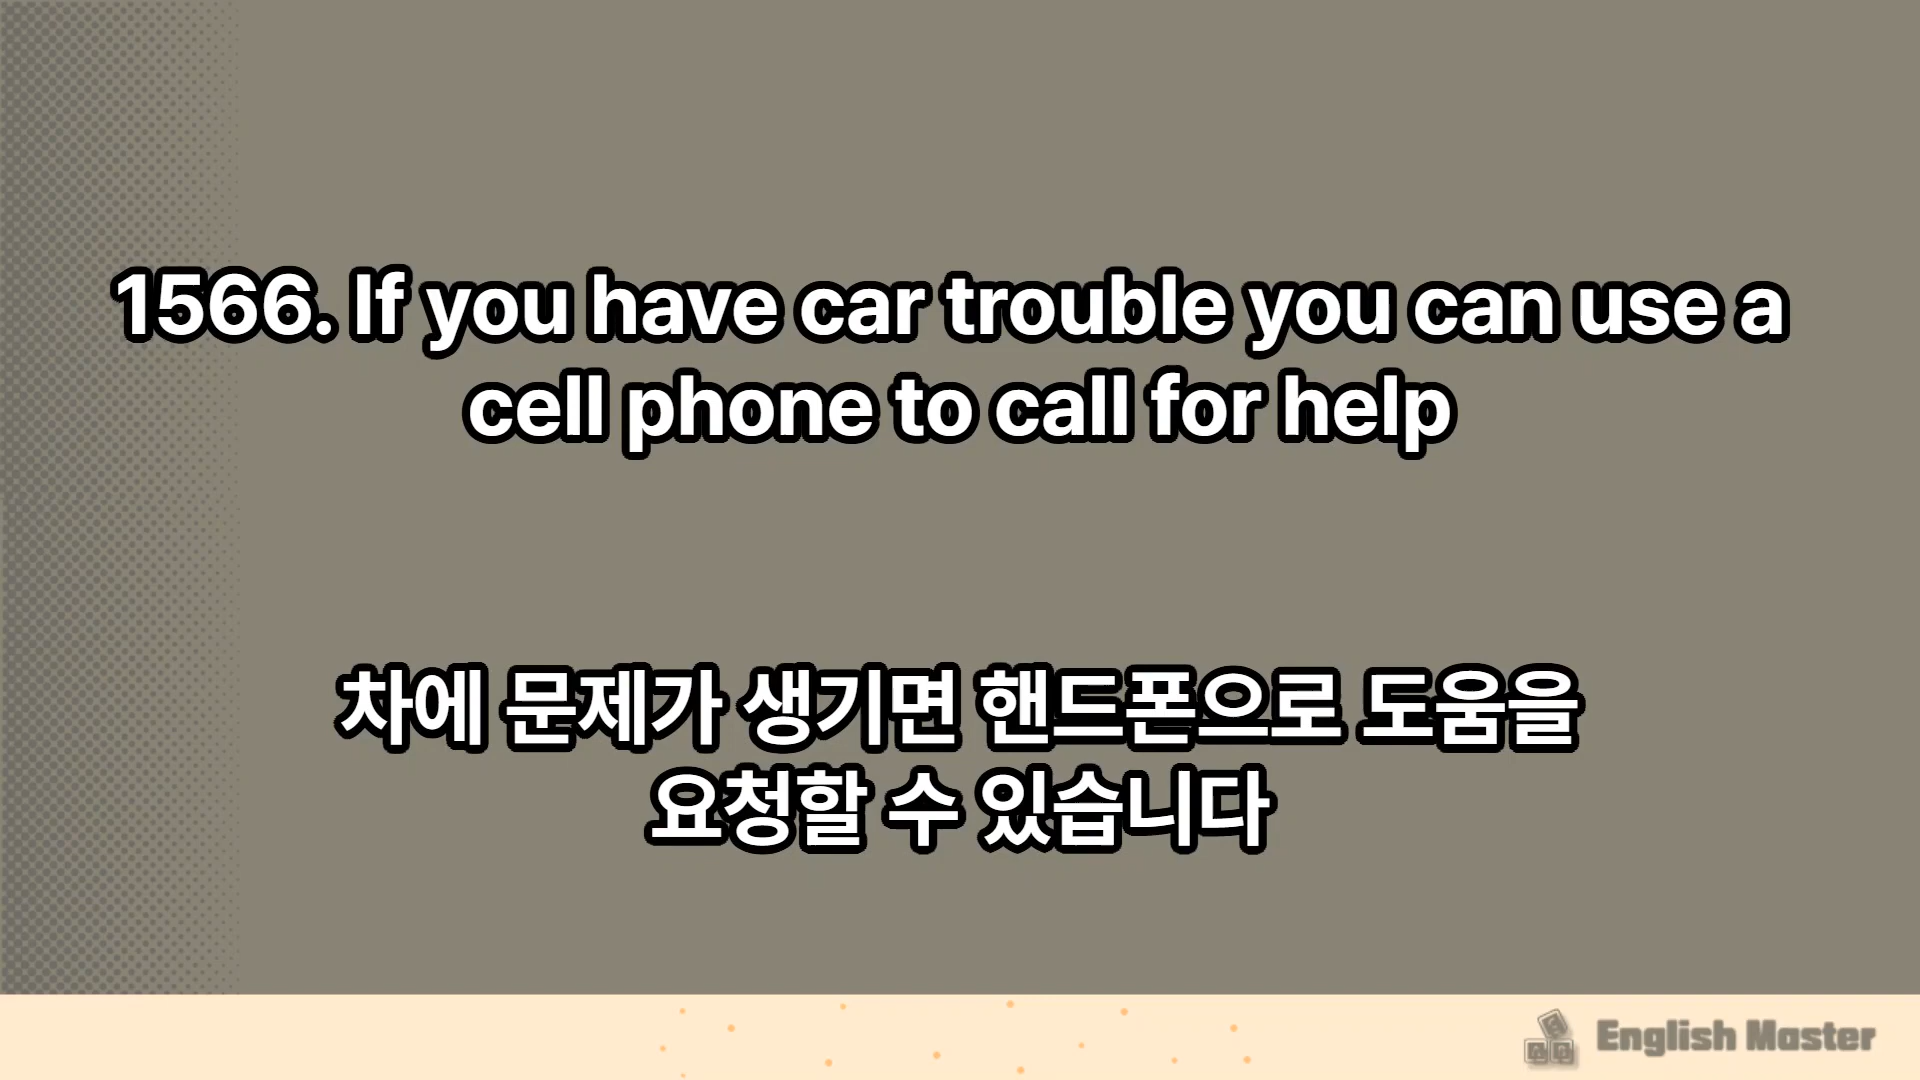 1566. If you have car trouble you can use a
cell phone to call for help
차에 문제가 생기면 핸드폰으로 도움을
요청할 수 있습니다
English Master